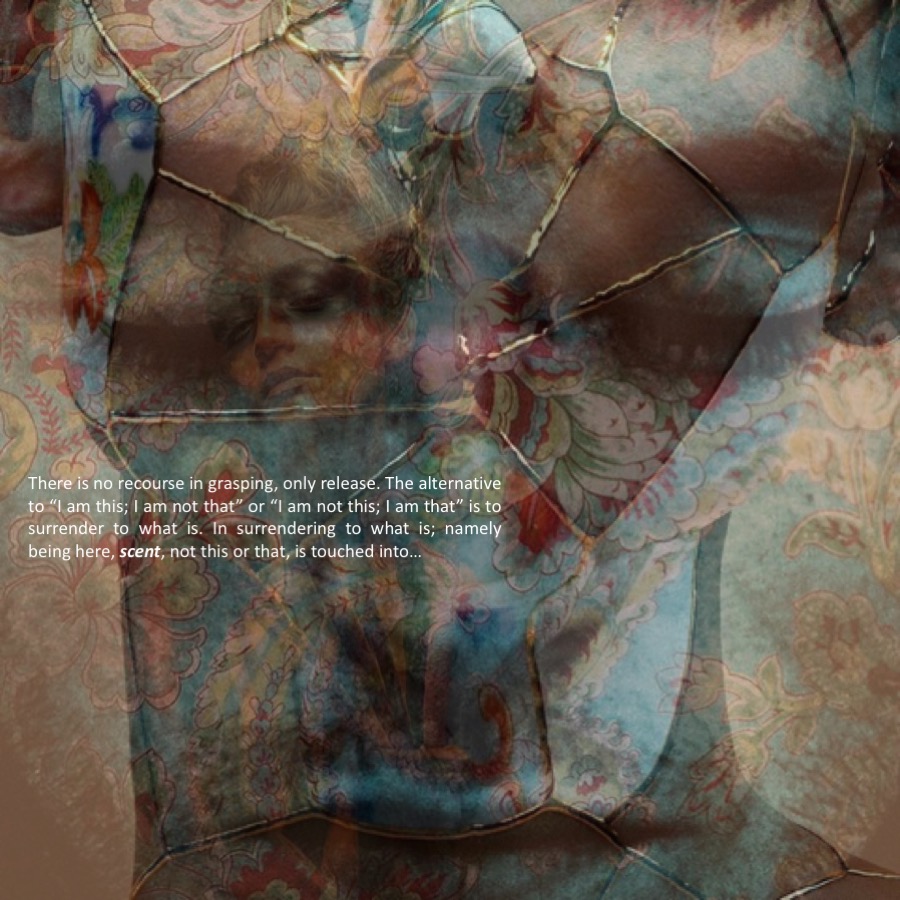 There is no recourse in grasping, only release. The alternative
to “I am this; I am not that” or “I am not this; I am that” is to
surrender to what is. In surrendering to what is; namely
being here, scent, not this or that, is touched into...